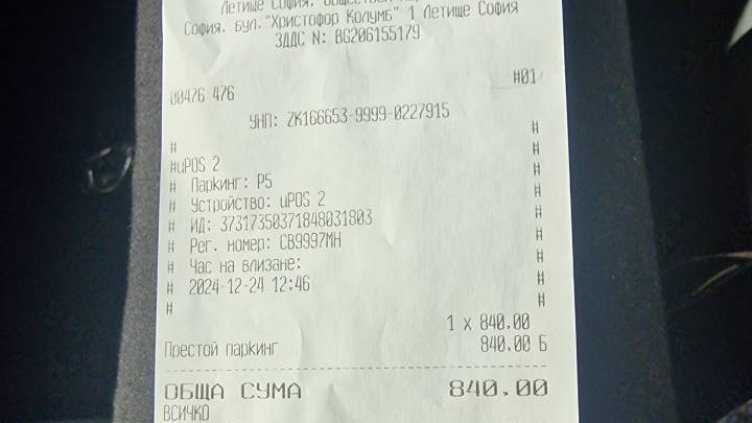 Летище София,
София, бул."Христофор Колумб" 1 Летище София
ЗДДС N: BG206155179
00476 476 #01
УНП: ZK166653-9999-0227915
# #
#uPOS 2 #
# Паркинг: P5 #
# Устройство: uPOS 2 #
# ИД: 37317350371848031803 #
# Рег. номер: CB9997MH #
# Час на влизане: #
# 2024-12-24 12:46 #
# #
1 x 840.00
Престой паркинг 840.00 Б
ОБЩА СУМА 840.00
ВСИЧКО